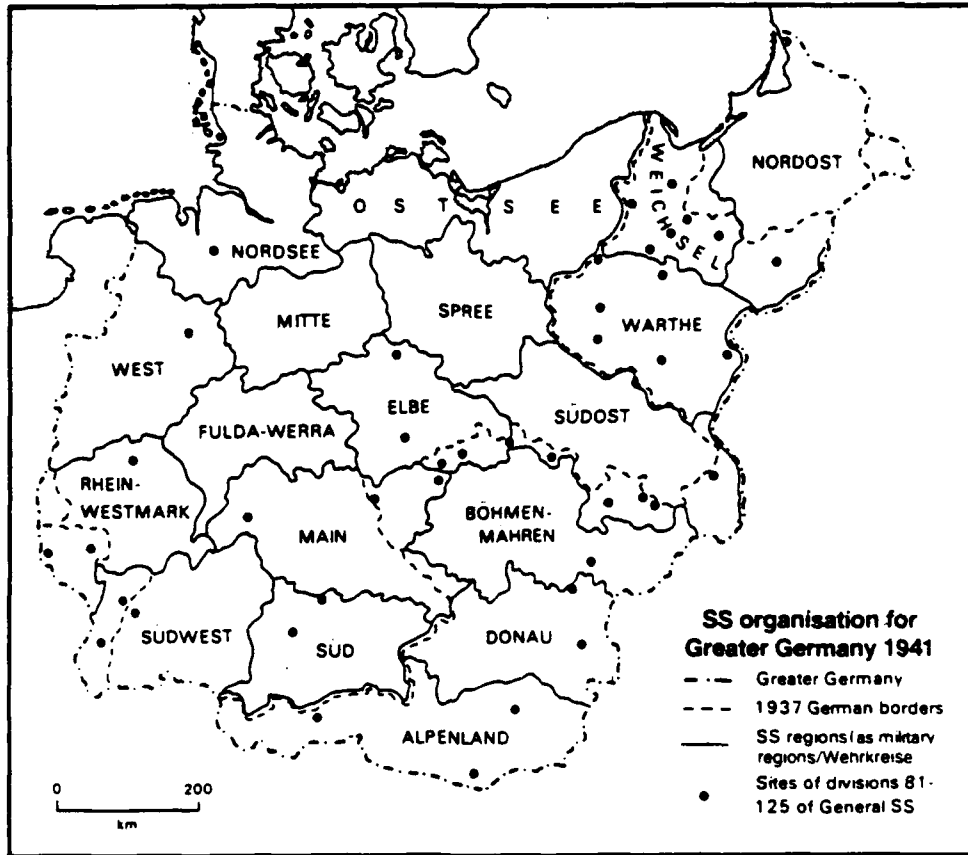 NORDOST
WEICHSEL
OSTSEE
NORDSEE
MITTE
SPREE
WARTHE
WEST
ELBE
SÜDOST
FULDA-WERRA
RHEIN-
WESTMARK
MAIN
BÖHMEN-
MAHREN
SÜDWEST
SÜD
DONAU
ALPENLAND
SS organisation for
Greater Germany 1941
Greater Germany
1937 German borders
SS regions (as military
regions/Wehrkreise
Sites of divisions 81-
125 of General SS
0 200
km